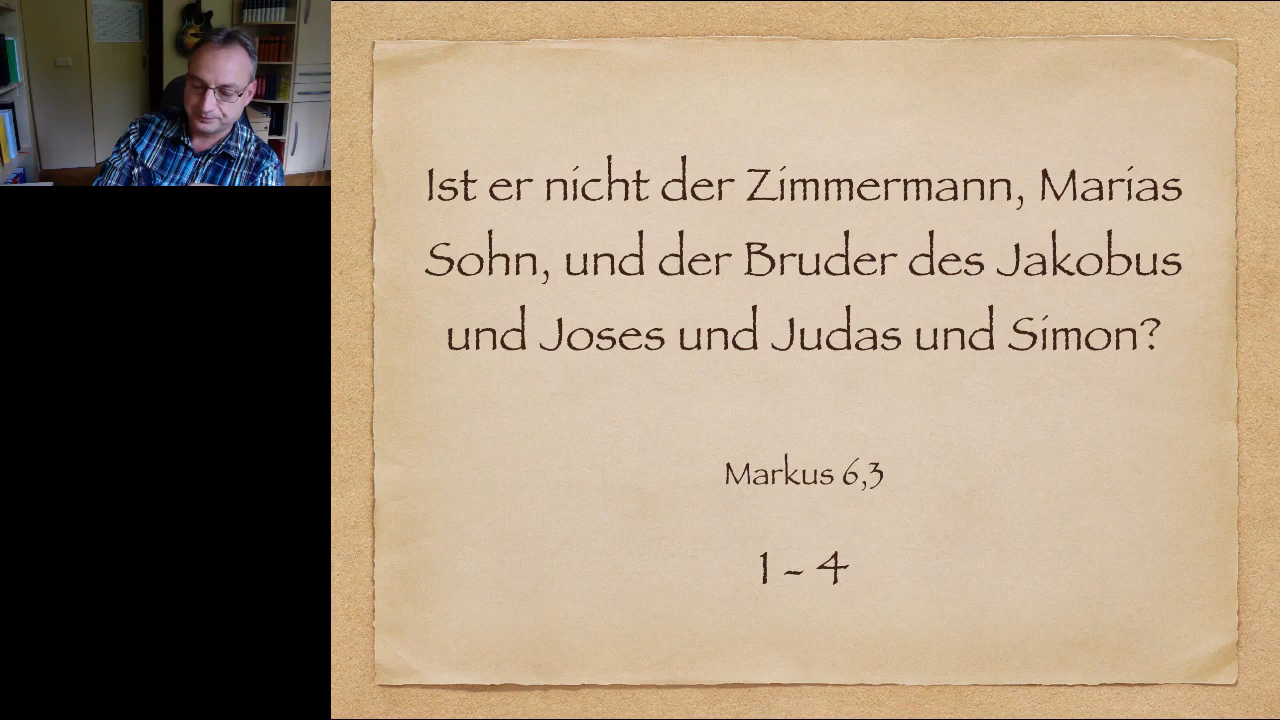 Ist er nicht der Zimmermann, Marias
Sohn, und der Bruder des Jakobus
und Joses und Judas und Simon?
Markus 6,3
1 - 4